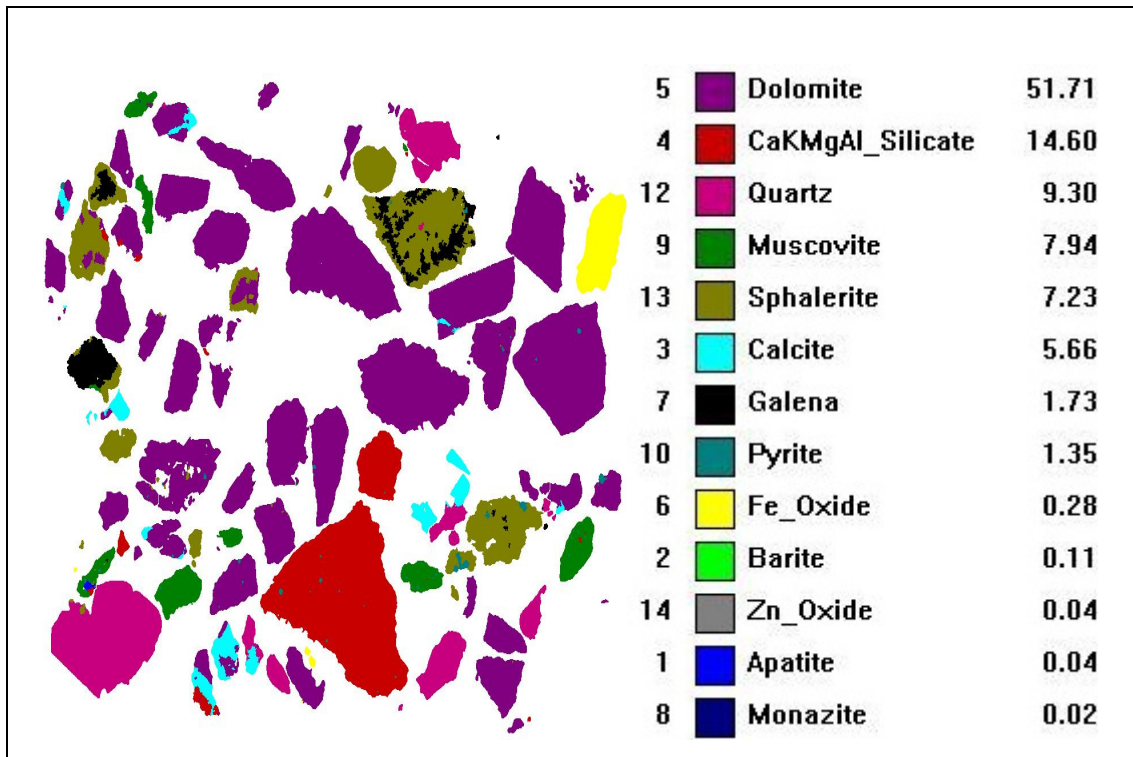 5 Dolomite 51.71
4 CaKMgAl_Silicate 14.60
12 Quartz 9.30
9 Muscovite 7.94
13 Sphalerite 7.23
3 Calcite 5.66
7 Galena 1.73
10 Pyrite 1.35
6 Fe_Oxide 0.28
2 Barite 0.11
14 Zn_Oxide 0.04
1 Apatite 0.04
8 Monazite 0.02